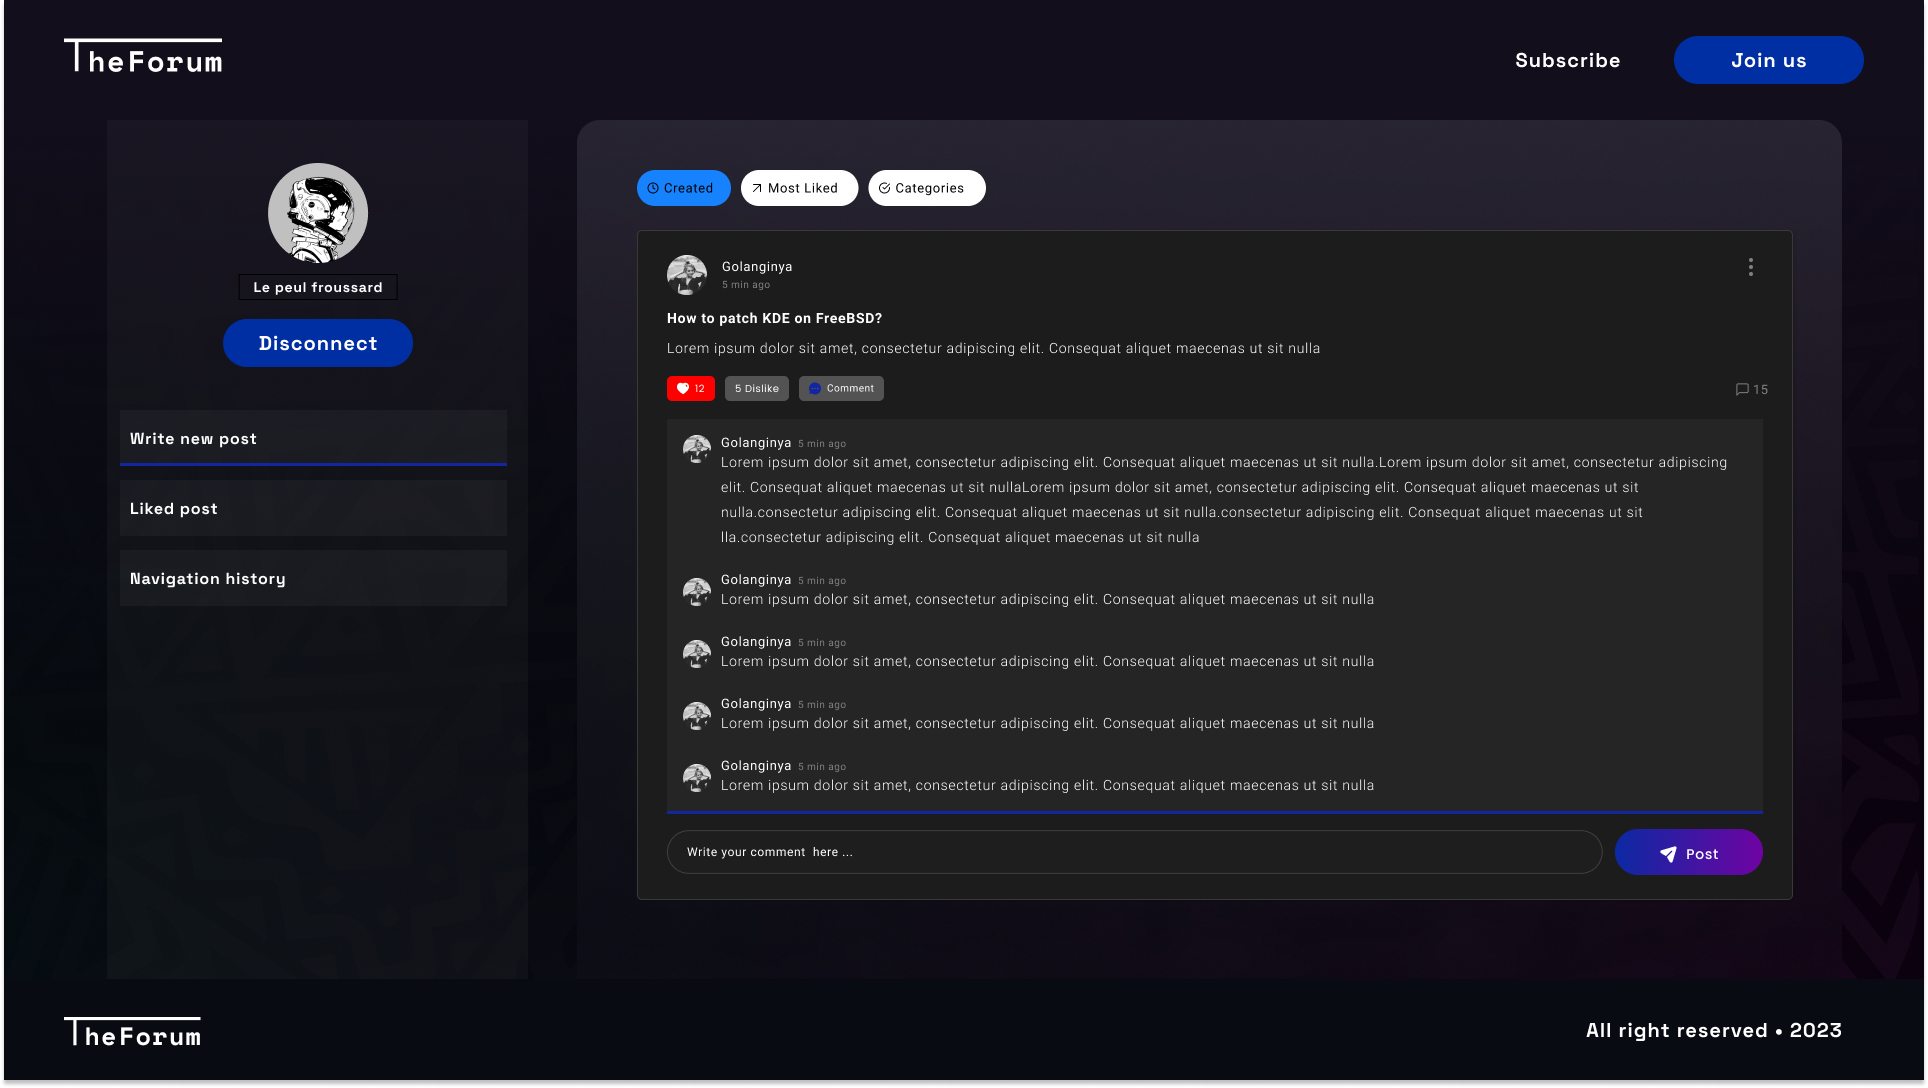 TheForum
Subscribe
Join us
Le peul froussard
Disconnect
Write new post
Liked post
Navigation history
Created
Most Liked
Categories
Golanginya
5 min ago
How to patch KDE on FreeBSD?
Lorem ipsum dolor sit amet, consectetur adipiscing elit. Consequat aliquet maecenas ut sit nulla
12
5 Dislike
Comment
15
Golanginya 5 min ago
Lorem ipsum dolor sit amet, consectetur adipiscing elit. Consequat aliquet maecenas ut sit nulla.Lorem ipsum dolor sit amet, consectetur adipiscing
elit. Consequat aliquet maecenas ut sit nullaLorem ipsum dolor sit amet, consectetur adipiscing elit. Consequat aliquet maecenas ut sit
nulla.consectetur adipiscing elit. Consequat aliquet maecenas ut sit nulla.consectetur adipiscing elit. Consequat aliquet maecenas ut sit
lla.consectetur adipiscing elit. Consequat aliquet maecenas ut sit nulla
Golanginya 5 min ago
Lorem ipsum dolor sit amet, consectetur adipiscing elit. Consequat aliquet maecenas ut sit nulla
Golanginya 5 min ago
Lorem ipsum dolor sit amet, consectetur adipiscing elit. Consequat aliquet maecenas ut sit nulla
Golanginya 5 min ago
Lorem ipsum dolor sit amet, consectetur adipiscing elit. Consequat aliquet maecenas ut sit nulla
Golanginya 5 min ago
Lorem ipsum dolor sit amet, consectetur adipiscing elit. Consequat aliquet maecenas ut sit nulla
Write your comment here ...
Post
TheForum
All right reserved • 2023